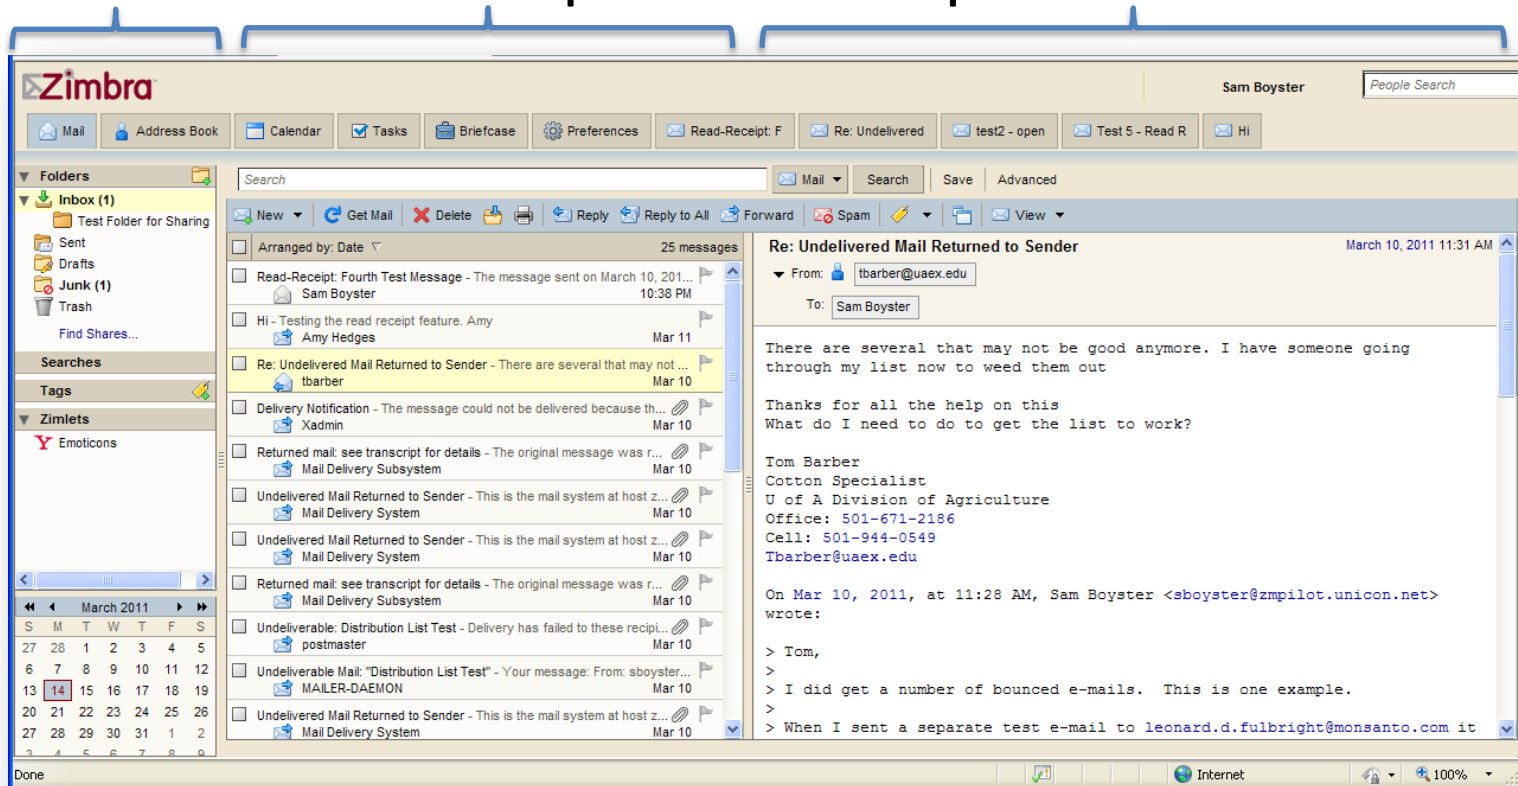 Zimbra
Sam Boyster
People Search
Mail
Address Book
Calendar
Tasks
Briefcase
Preferences
Read-Receipt: F
Re: Undelivered
test2 - open
Test 5 - Read R
Hi
Folders
Inbox (1)
Test Folder for Sharing
Sent
Drafts
Junk (1)
Trash
Find Shares...
Searches
Tags
Zimlets
Emoticons
March 2011
S M T W T F S
27 28 1 2 3 4 5
6 7 8 9 10 11 12
13 14 15 16 17 18 19
20 21 22 23 24 25 26
27 28 29 30 31 1 2
3 4 5 6 7 8 9
Search
Mail
Search
Save
Advanced
New
Get Mail
Delete
Reply
Reply to All
Forward
Spam
View
Arranged by: Date
25 messages
Read-Receipt: Fourth Test Message - The message sent on March 10, 201...
Sam Boyster 10:38 PM
Hi - Testing the read receipt feature. Amy
Amy Hedges Mar 11
Re: Undelivered Mail Returned to Sender - There are several that may not ...
tbarber Mar 10
Delivery Notification - The message could not be delivered because th...
Xadmin Mar 10
Returned mail: see transcript for details - The original message was r...
Mail Delivery Subsystem Mar 10
Undelivered Mail Returned to Sender - This is the mail system at host z...
Mail Delivery System Mar 10
Undelivered Mail Returned to Sender - This is the mail system at host z...
Mail Delivery System Mar 10
Returned mail: see transcript for details - The original message was r...
Mail Delivery Subsystem Mar 10
Undeliverable: Distribution List Test - Delivery has failed to these recipi...
postmaster Mar 10
Undeliverable Mail: "Distribution List Test" - Your message: From: sboyster...
MAILER-DAEMON Mar 10
Undelivered Mail Returned to Sender - This is the mail system at host z...
Mail Delivery System Mar 10
Re: Undelivered Mail Returned to Sender
March 10, 2011 11:31 AM
From: tbarber@uaex.edu
To: Sam Boyster
There are several that may not be good anymore. I have someone going
through my list now to weed them out
Thanks for all the help on this
What do I need to do to get the list to work?
Tom Barber
Cotton Specialist
U of A Division of Agriculture
Office: 501-671-2186
Cell: 501-944-0549
Tbarber@uaex.edu
On Mar 10, 2011, at 11:28 AM, Sam Boyster <sboyster@zmpilot.unicon.net>
wrote:
> Tom,
>
> I did get a number of bounced e-mails.  This is one example.
>
> When I sent a separate test e-mail to leonard.d.fulbright@monsanto.com it
Done
Internet
100%